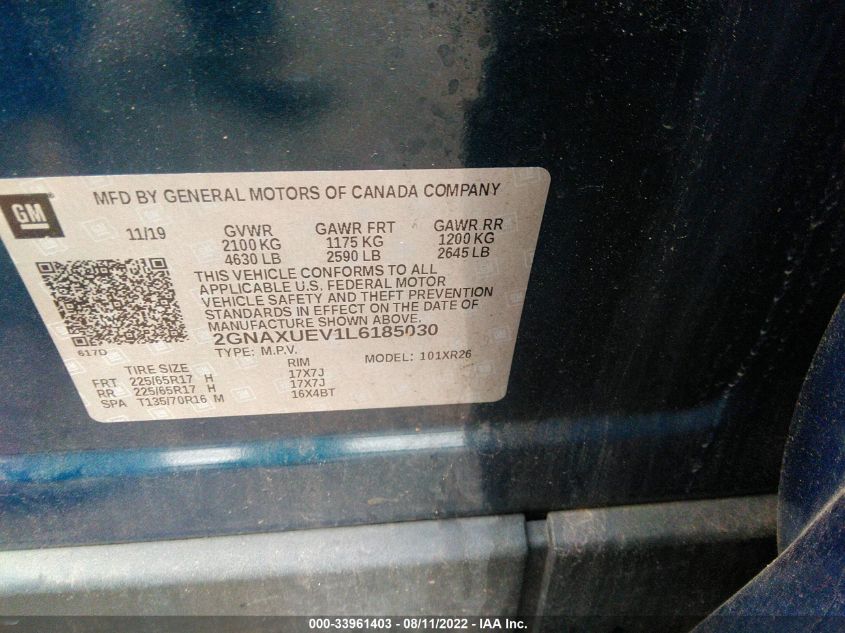 GM
MFD BY GENERAL MOTORS OF CANADA COMPANY
11/19 GVWR GAWR FRT GAWR RR
2100 KG 1175 KG 1200 KG
4630 LB 2590 LB 2645 LB
THIS VEHICLE CONFORMS TO ALL
APPLICABLE U.S. FEDERAL MOTOR
VEHICLE SAFETY AND THEFT PREVENTION
STANDARDS IN EFFECT ON THE DATE OF
MANUFACTURE SHOWN ABOVE.
2GNAXUEV1L6185030
617D TYPE: M.P.V. MODEL: 101XR26
TIRE SIZE RIM
FRT 225/65R17 H 17X7J
RR 225/65R17 H 17X7J
SPA T135/70R16 M 16X4BT
000-33961403 - 08/11/2022 - IAA Inc.